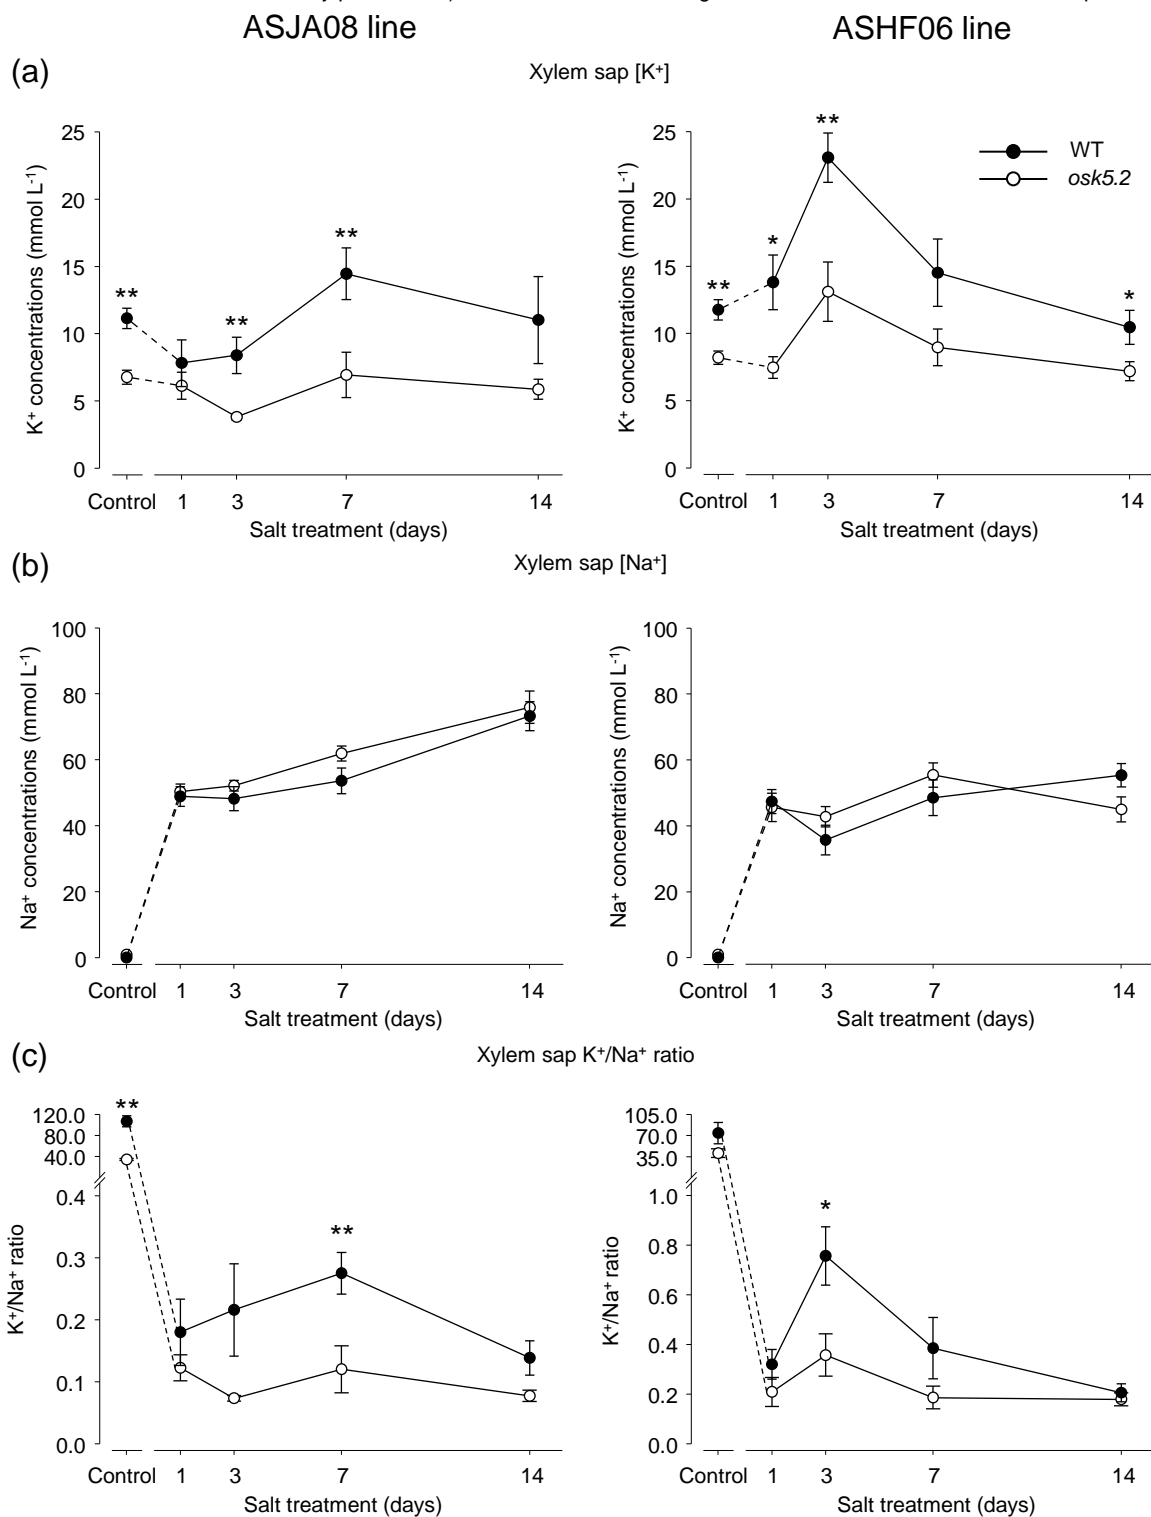 ASJA08 line
ASHF06 line
(a)
Xylem sap [K⁺]
K⁺ concentrations (mmol L⁻¹)
25
20
15
10
5
0
**
**
**
Control 1 3 7 14
Salt treatment (days)
K⁺ concentrations (mmol L⁻¹)
25
20
15
10
5
0
**
*
**
*
WT
osk5.2
Control 1 3 7 14
Salt treatment (days)
(b)
Xylem sap [Na⁺]
Na⁺ concentrations (mmol L⁻¹)
100
80
60
40
20
0
Control 1 3 7 14
Salt treatment (days)
Na⁺ concentrations (mmol L⁻¹)
100
80
60
40
20
0
Control 1 3 7 14
Salt treatment (days)
(c)
Xylem sap K⁺/Na⁺ ratio
K⁺/Na⁺ ratio
120.0
80.0
40.0
0.4
0.3
0.2
0.1
0.0
**
**
Control 1 3 7 14
Salt treatment (days)
K⁺/Na⁺ ratio
105.0
70.0
35.0
1.0
0.8
0.6
0.4
0.2
0.0
*
Control 1 3 7 14
Salt treatment (days)